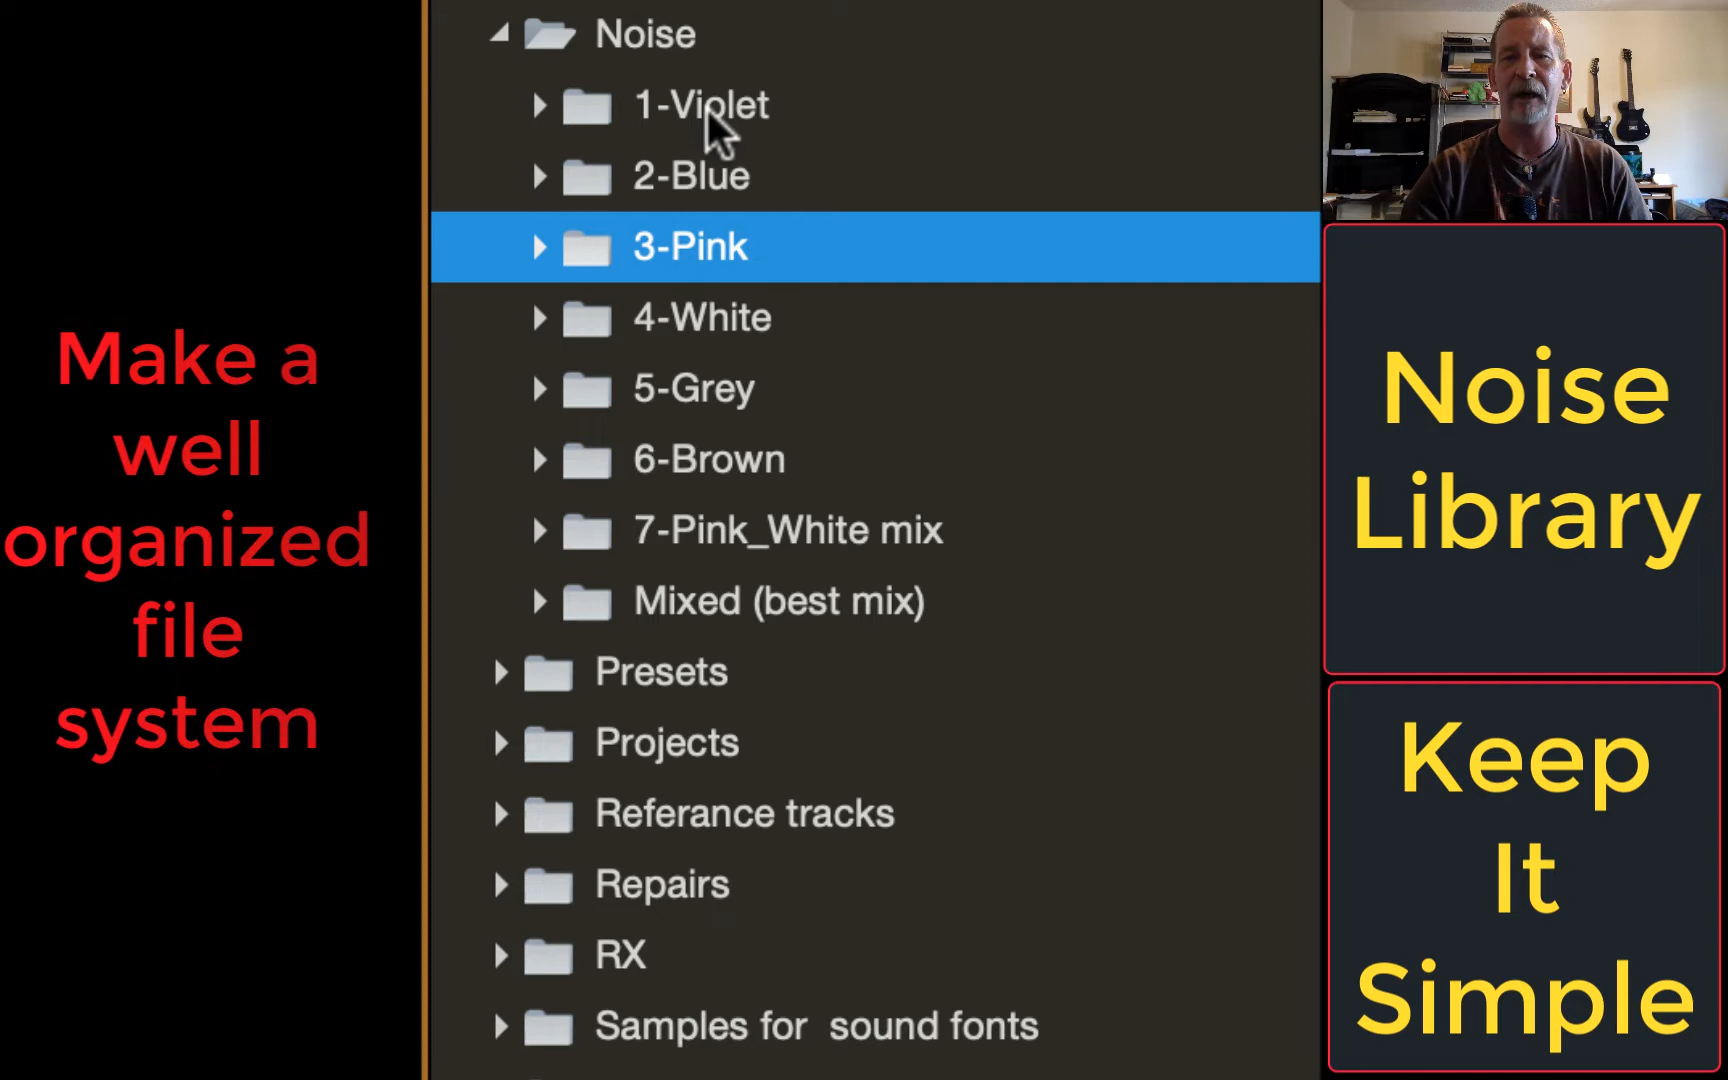 Make a
well
organized
file
system
Noise
1-Violet
2-Blue
3-Pink
4-White
5-Grey
6-Brown
7-Pink_White mix
Mixed (best mix)
Presets
Projects
Referance tracks
Repairs
RX
Samples for  sound fonts
Noise
Library
Keep
It
Simple